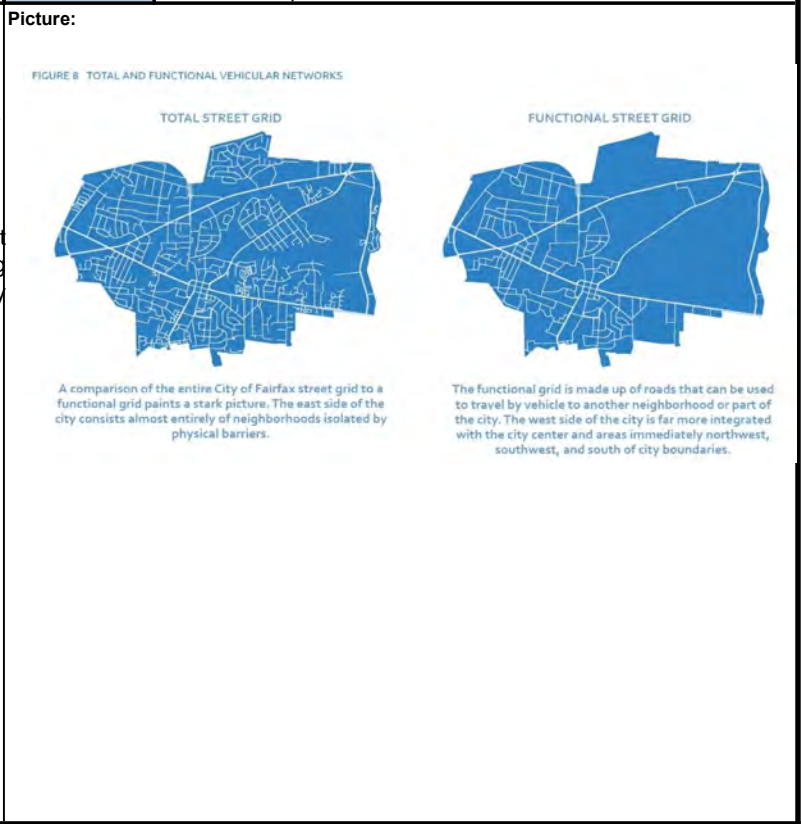 Picture:
FIGURE 8 TOTAL AND FUNCTIONAL VEHICULAR NETWORKS
TOTAL STREET GRID
FUNCTIONAL STREET GRID
A comparison of the entire City of Fairfax street grid to a
functional grid paints a stark picture. The east side of the
city consists almost entirely of neighborhoods isolated by
physical barriers.
The functional grid is made up of roads that can be used
to travel by vehicle to another neighborhood or part of
the city. The west side of the city is far more integrated
with the city center and areas immediately northwest,
southwest, and south of city boundaries.